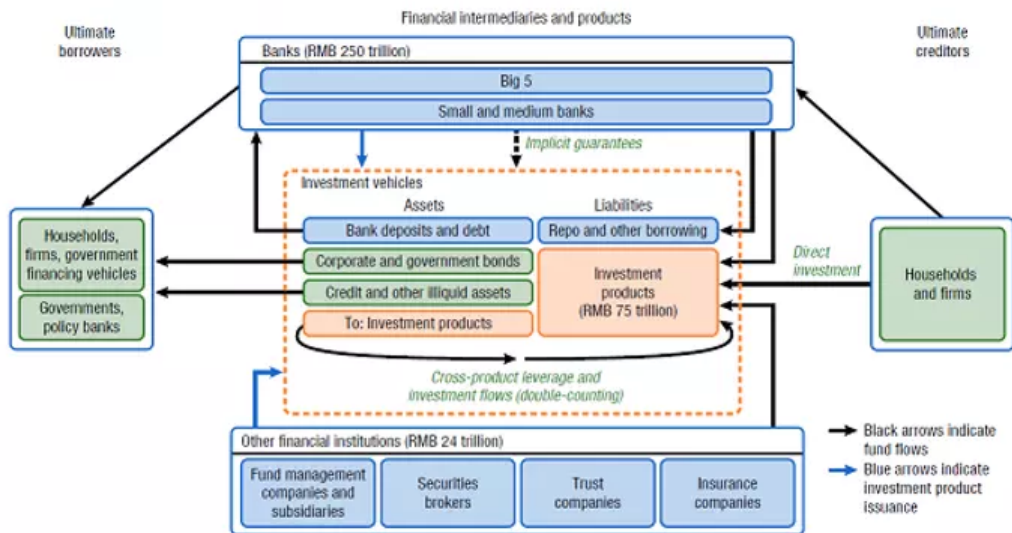 Financial intermediaries and products
Ultimate
borrowers
Ultimate
creditors
Banks (RMB 250 trillion)
Big 5
Small and medium banks
Implicit guarantees
Investment vehicles
Assets
Liabilities
Bank deposits and debt
Repo and other borrowing
Corporate and government bonds
Credit and other illiquid assets
To: Investment products
Investment
products
(RMB 75 trillion)
Households,
firms, government
financing vehicles
Governments,
policy banks
Direct
investment
Households
and firms
Cross-product leverage and
investment flows (double-counting)
Other financial institutions (RMB 24 trillion)
Fund management
companies and
subsidiaries
Securities
brokers
Trust
companies
Insurance
companies
Black arrows indicate
fund flows
Blue arrows indicate
investment product
issuance